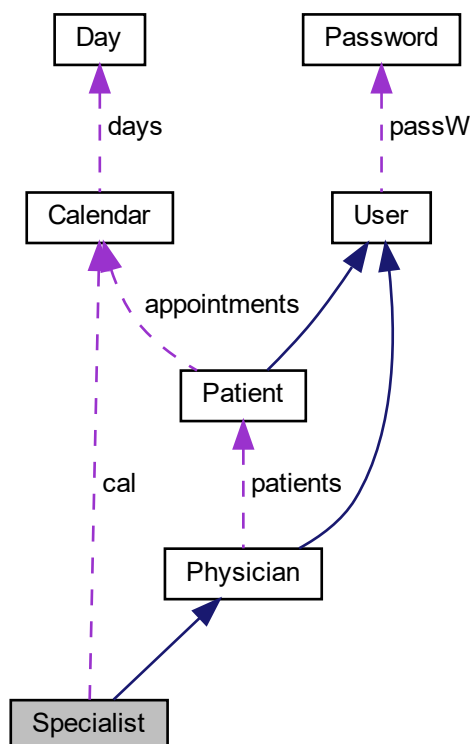 Day
Password
days
passW
Calendar
User
appointments
Patient
cal
patients
Physician
Specialist